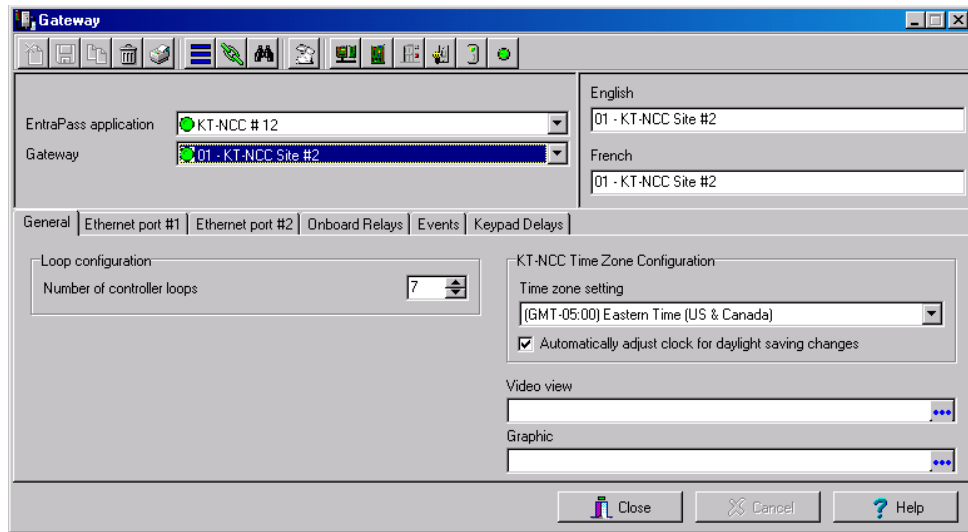 Gateway
EntraPass application
KT-NCC # 12
Gateway
01 - KT-NCC Site #2
English
01 - KT-NCC Site #2
French
01 - KT-NCC Site #2
General
Ethernet port #1
Ethernet port #2
Onboard Relays
Events
Keypad Delays
Loop configuration
Number of controller loops
7
KT-NCC Time Zone Configuration
Time zone setting
(GMT-05:00) Eastern Time (US & Canada)
Automatically adjust clock for daylight saving changes
Video view
Graphic
Close
Cancel
Help